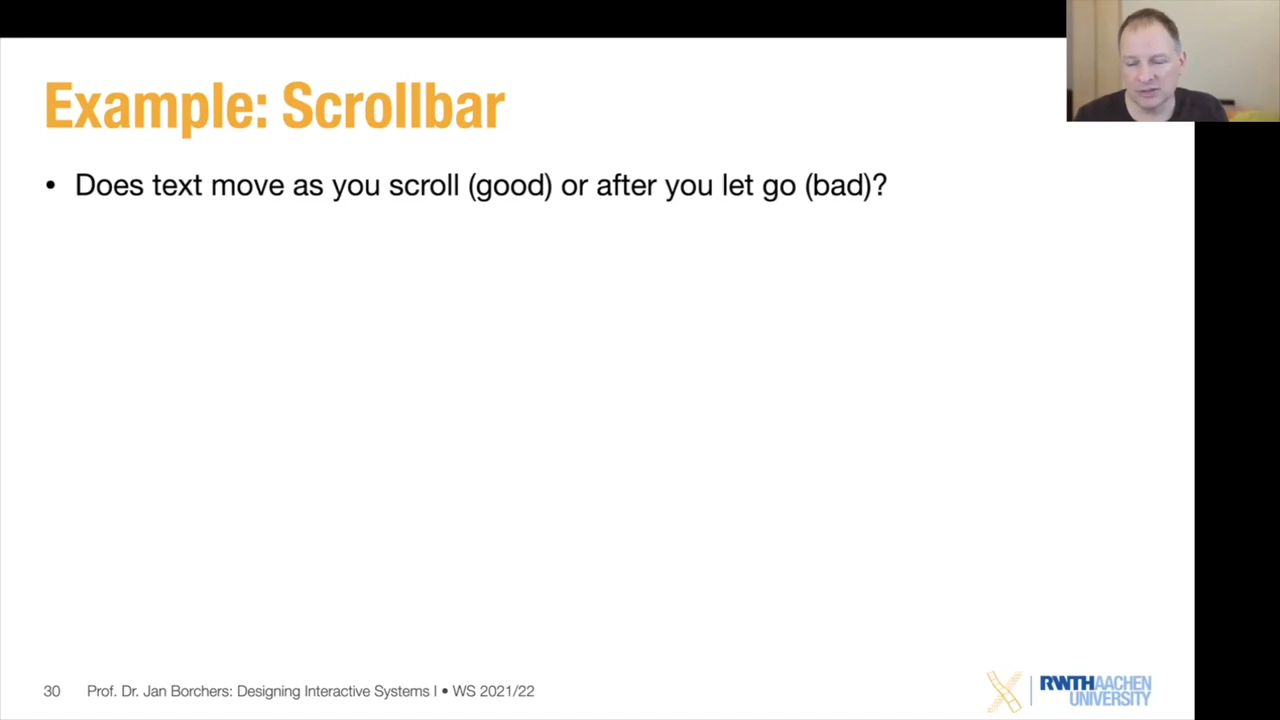 Example: Scrollbar
• Does text move as you scroll (good) or after you let go (bad)?
30 Prof. Dr. Jan Borchers: Designing Interactive Systems I • WS 2021/22
RWTHAACHEN
UNIVERSITY